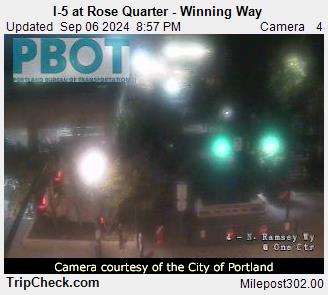 I-5 at Rose Quarter - Winning Way
Updated Sep 06 2024 8:57 PM Camera 4
PBOT
PORTLAND BUREAU OF TRANSPORTATION
4 - N. Ramsey Wy
@ One Ctr
Camera courtesy of the City of Portland
TripCheck.com Milepost302.00